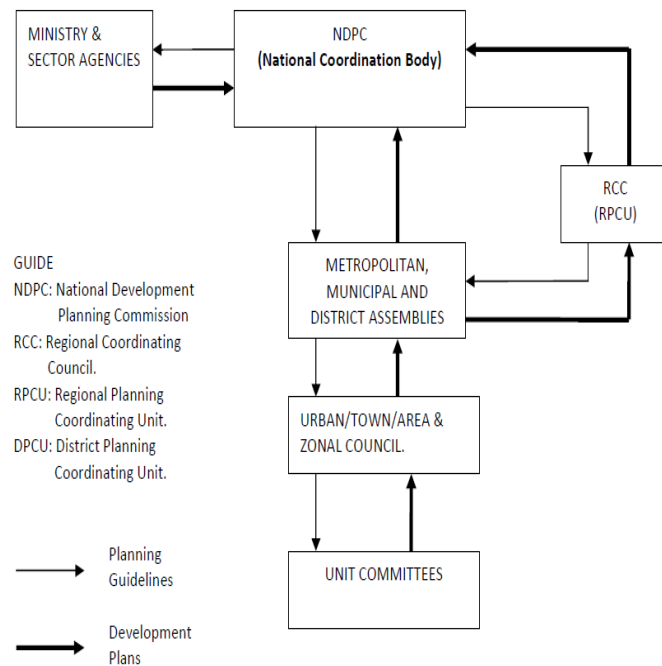 MINISTRY &
SECTOR AGENCIES
NDPC
(National Coordination Body)
RCC
(RPCU)
METROPOLITAN,
MUNICIPAL AND
DISTRICT ASSEMBLIES
GUIDE
NDPC: National Development
Planning Commission
RCC: Regional Coordinating
Council.
RPCU: Regional Planning
Coordinating Unit.
DPCU: District Planning
Coordinating Unit.
URBAN/TOWN/AREA &
ZONAL COUNCIL.
UNIT COMMITTEES
Planning
Guidelines
Development
Plans